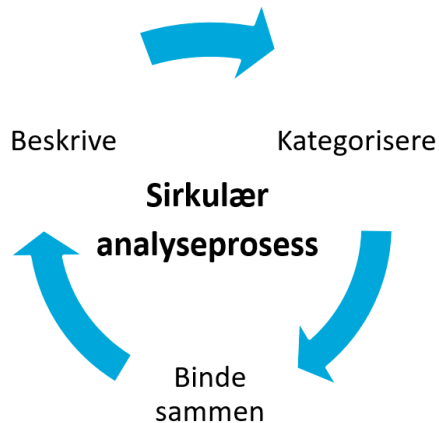 Beskrive
Kategorisere
Sirkulær
analyseprosess
Binde
sammen